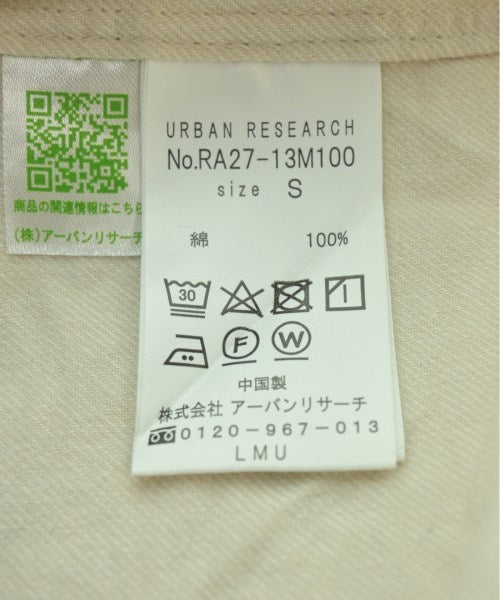 商品の関連情報はこちら
(株)アーバンリサーチ
URBAN RESEARCH
No.RA27-13M100
size S
綿 100%
30
F W
中国製
株式会社 アーバンリサーチ
0120-967-013
LMU